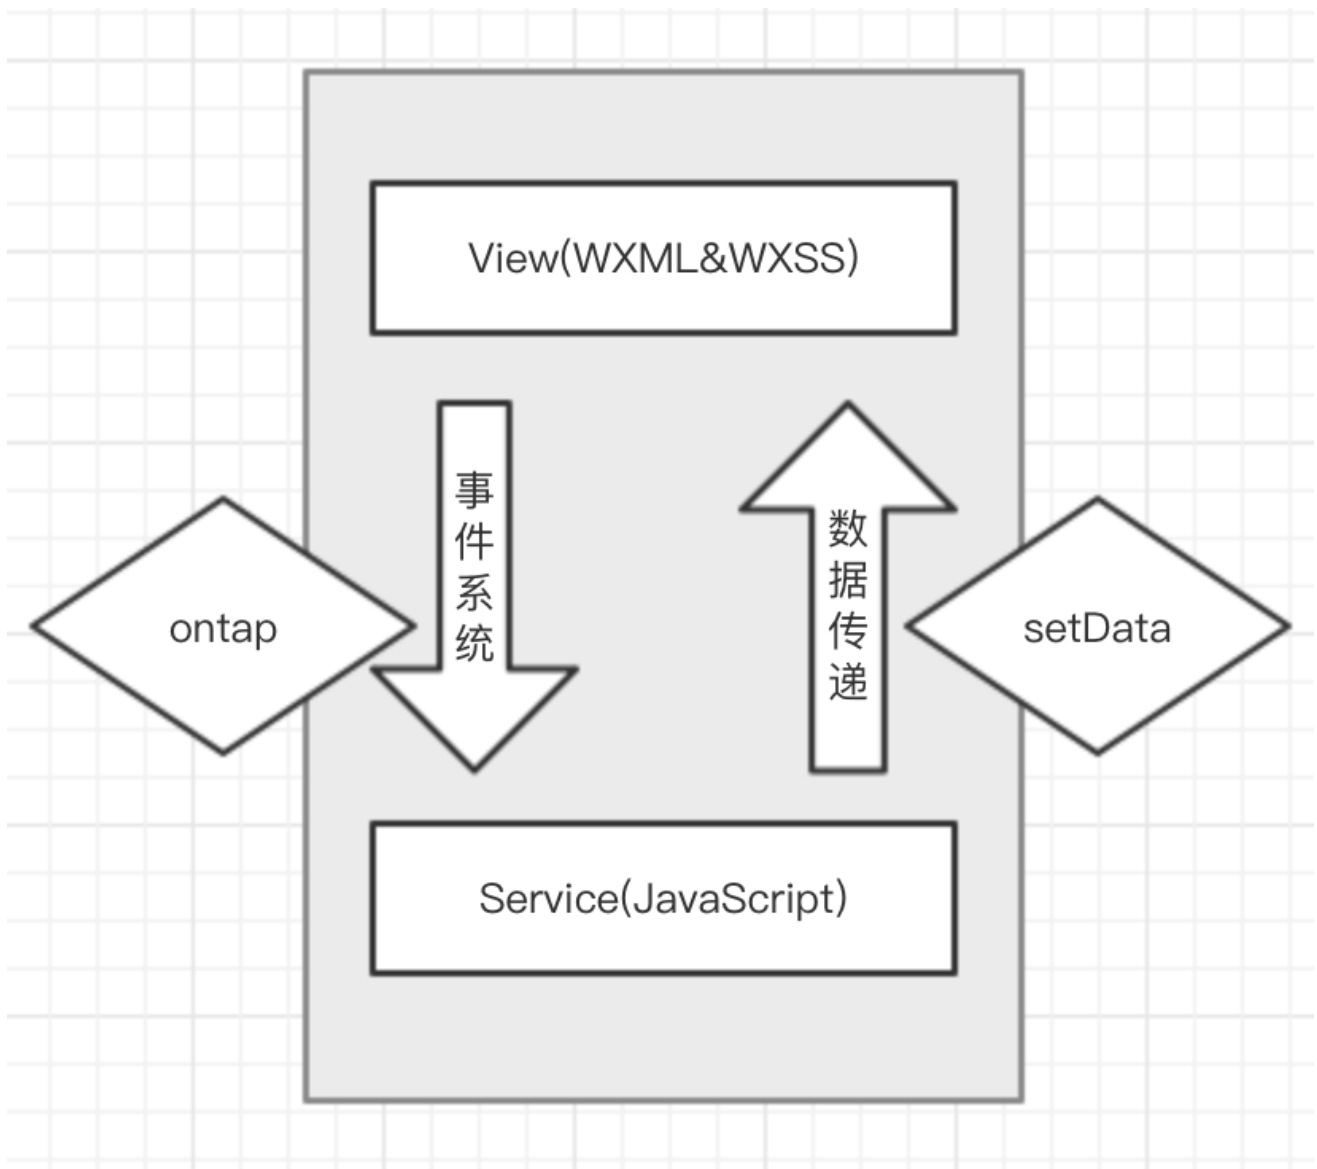 View(WXML&WXSS)
事件系统
数据传递
ontap
setData
Service(JavaScript)